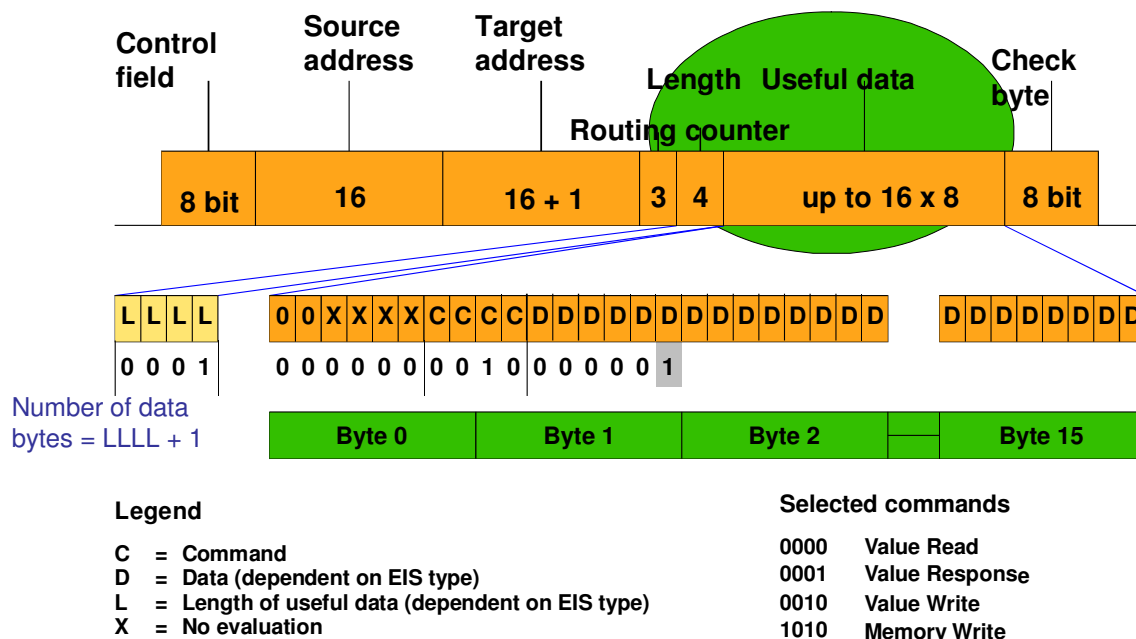 Control
field
Source
address
Target
address
Length
Useful data
Check
byte
Routing counter
8 bit
16
16 + 1
3
4
up to 16 x 8
8 bit
L L L L
0 0 X X X X C C C C D D D D D D D D D D D D D D
D D D D D D D D
0 0 0 1
0 0 0 0 0 0 0 0 1 0 0 0 0 0 0 1
Number of data
bytes = LLLL + 1
Byte 0
Byte 1
Byte 2
Byte 15
Legend
C = Command
D = Data (dependent on EIS type)
L = Length of useful data (dependent on EIS type)
X = No evaluation
Selected commands
0000 Value Read
0001 Value Response
0010 Value Write
1010 Memory Write